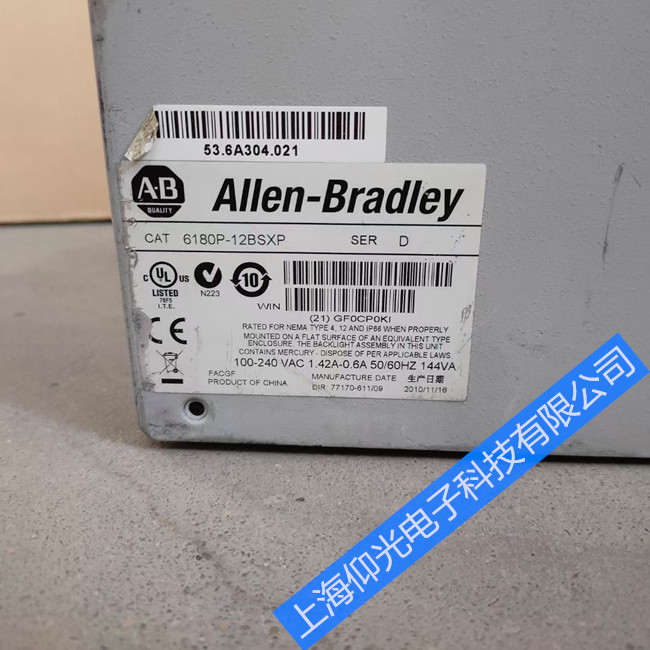 53.6A304.021
A-B
QUALITY
Allen-Bradley
CAT 6180P-12BSXP SER D
C UL US
LISTED
I.T.E.
N223
10
WIN
(21) GF0CP0KI
RATED FOR NEMA TYPE 4, 12 AND IP66 WHEN PROPERLY
MOUNTED ON A FLAT SURFACE OF AN EQUIVALENT TYPE
ENCLOSURE. THE BACKLIGHT ASSEMBLY IN THIS UNIT
CONTAINS MERCURY - DISPOSE OF PER APPLICABLE LAWS.
CE
100-240 VAC 1.42A-0.6A 50/60HZ 144VA
FACGF
PRODUCT OF CHINA
MANUFACTURE DATE 生产日期
DIR: 77170-611/09 2010/11/16
上海仰光电子科技有限公司